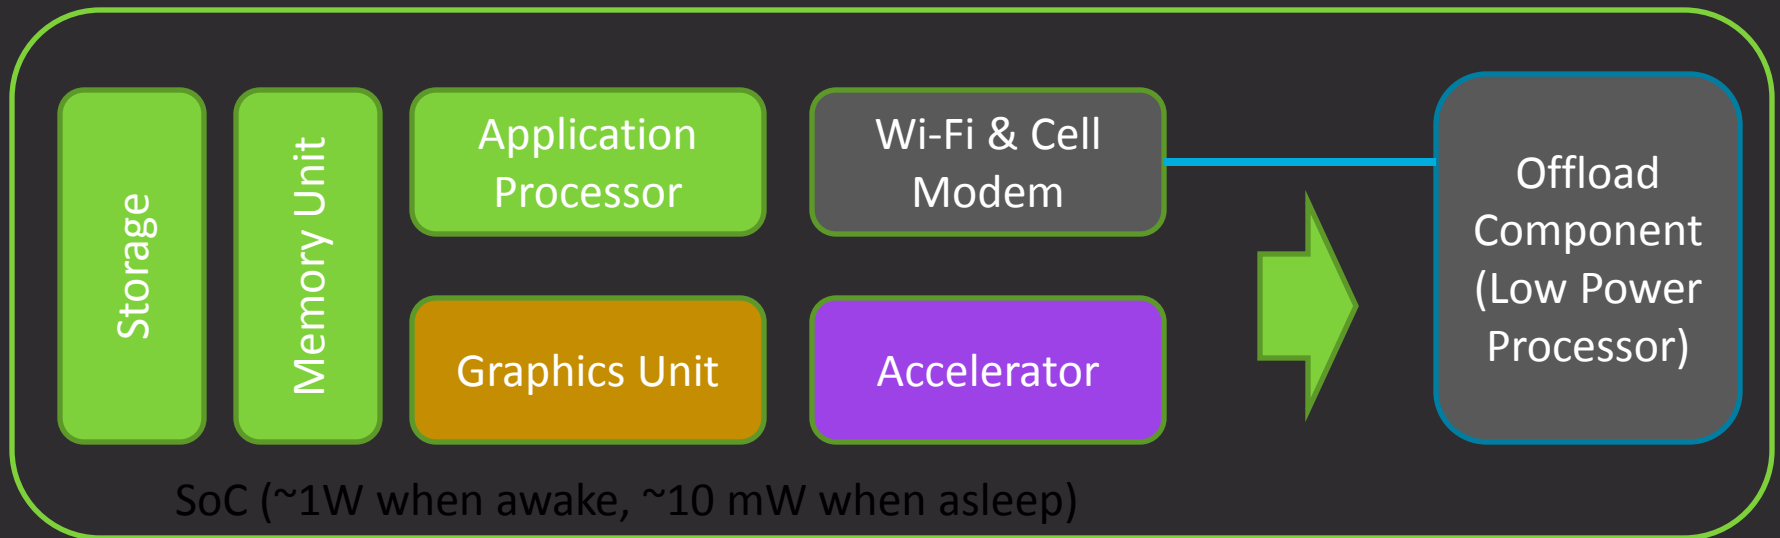 Storage
Memory Unit
Application
Processor
Wi-Fi & Cell
Modem
Graphics Unit
Accelerator
Offload
Component
(Low Power
Processor)
SoC (~1W when awake, ~10 mW when asleep)